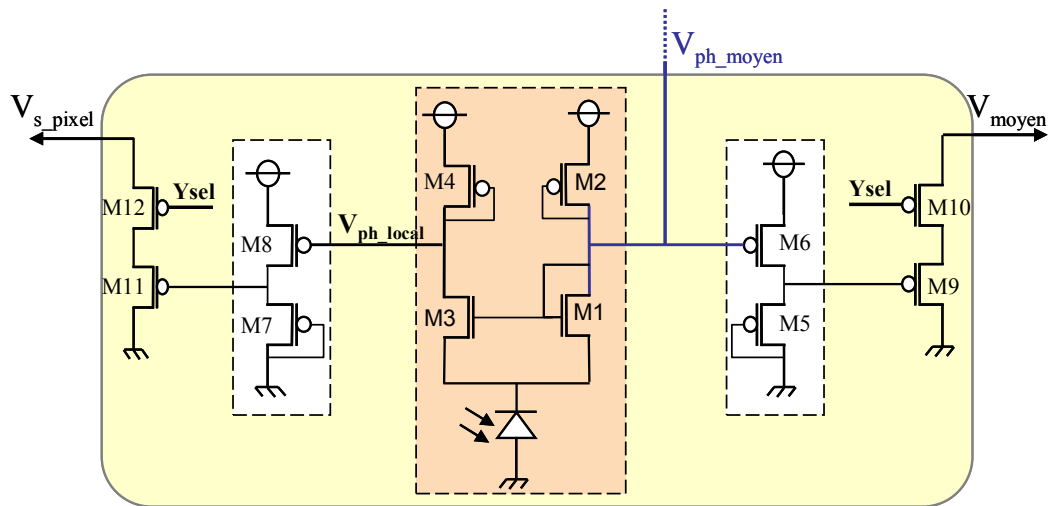 V_ph_moyen
V_s_pixel
V_moyen
M4
M2
Ysel
Ysel
M12
M10
V_ph_local
M8
M6
M11
M9
M3
M1
M7
M5